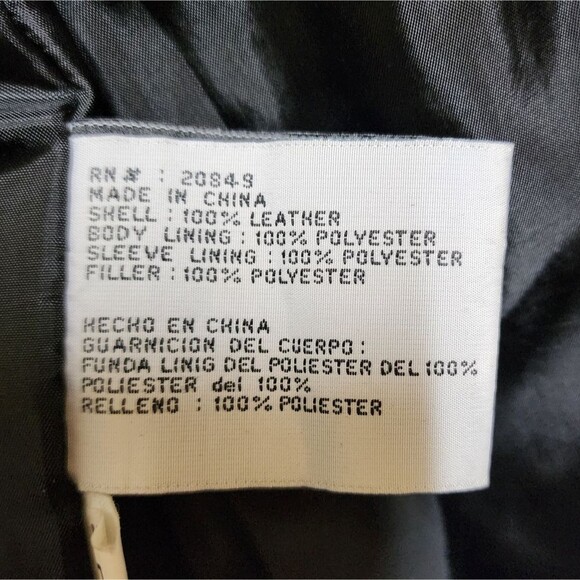 RN# : 20849
MADE IN CHINA
SHELL : 100% LEATHER
BODY LINING : 100% POLYESTER
SLEEVE LINING : 100% POLYESTER
FILLER : 100% POLYESTER
HECHO EN CHINA
GUARNICION DEL CUERPO :
FUNDA LINIG DEL POLIESTER DEL 100%
POLIESTER del 100%
RELLENO : 100% POLIESTER